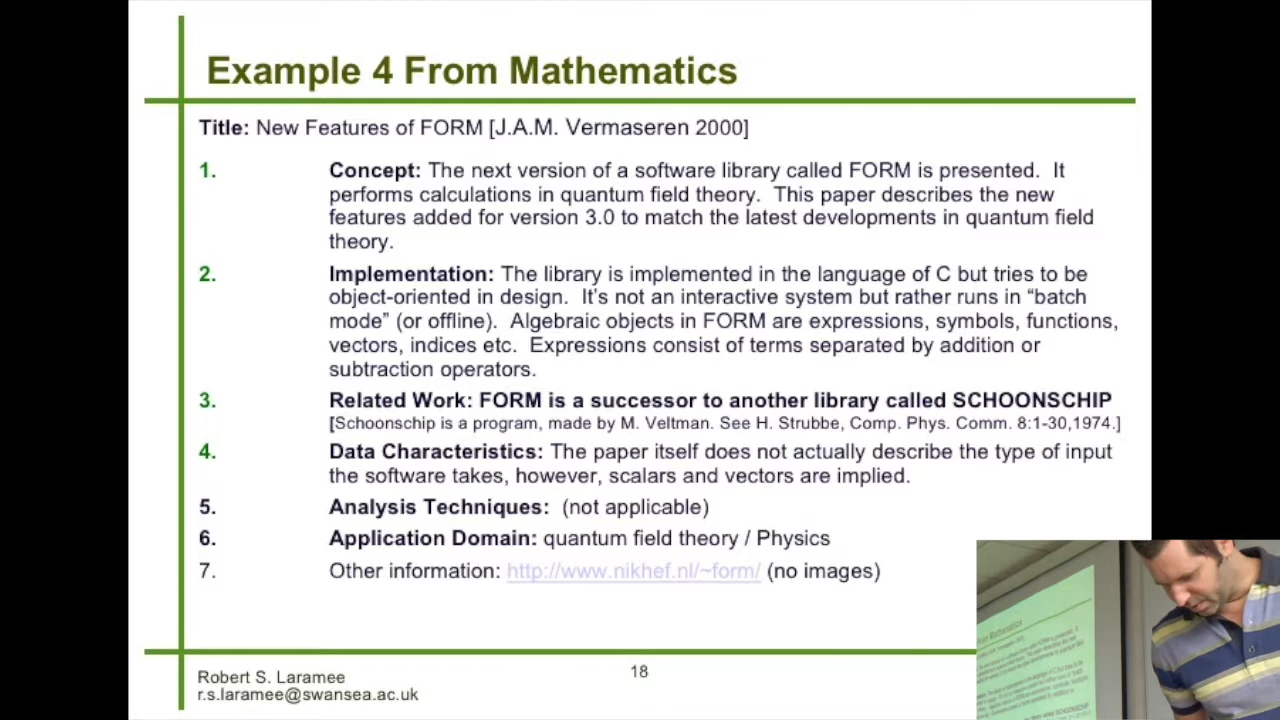 Example 4 From Mathematics
Title: New Features of FORM [J.A.M. Vermaseren 2000]
1. Concept: The next version of a software library called FORM is presented. It
performs calculations in quantum field theory. This paper describes the new
features added for version 3.0 to match the latest developments in quantum field
theory.
2. Implementation: The library is implemented in the language of C but tries to be
object-oriented in design. It's not an interactive system but rather runs in “batch
mode” (or offline). Algebraic objects in FORM are expressions, symbols, functions,
vectors, indices etc. Expressions consist of terms separated by addition or
subtraction operators.
3. Related Work: FORM is a successor to another library called SCHOONSCHIP
[Schoonschip is a program, made by M. Veltman. See H. Strubbe, Comp. Phys. Comm. 8:1-30,1974.]
4. Data Characteristics: The paper itself does not actually describe the type of input
the software takes, however, scalars and vectors are implied.
5. Analysis Techniques: (not applicable)
6. Application Domain: quantum field theory / Physics
7. Other information: http://www.nikhef.nl/~form/ (no images)
Robert S. Laramee
r.s.laramee@swansea.ac.uk
18